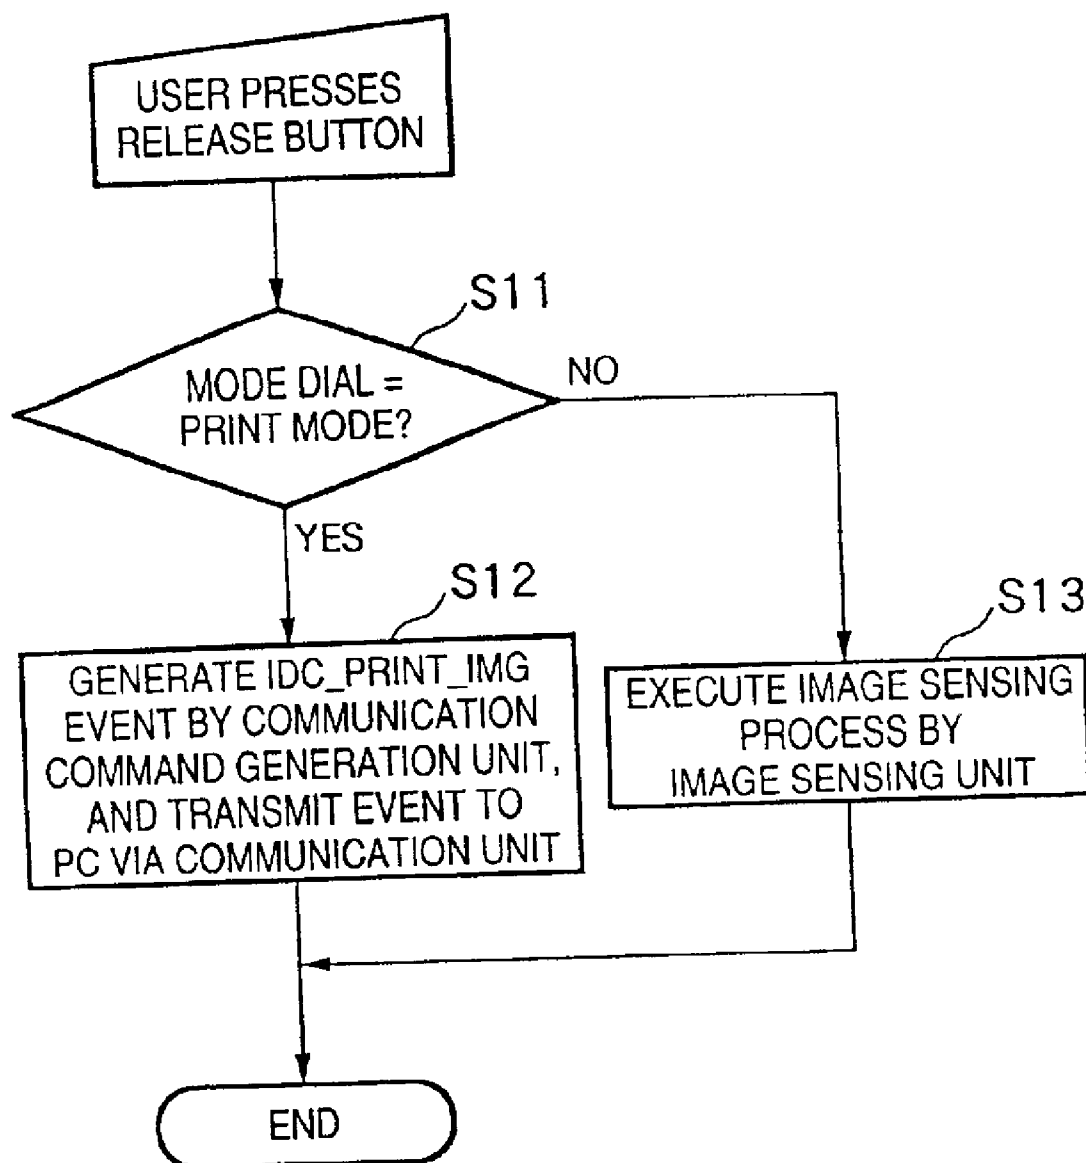 USER PRESSES
RELEASE BUTTON
S11
MODE DIAL =
PRINT MODE?
NO
YES
S12
GENERATE IDC_PRINT_IMG
EVENT BY COMMUNICATION
COMMAND GENERATION UNIT,
AND TRANSMIT EVENT TO
PC VIA COMMUNICATION UNIT
S13
EXECUTE IMAGE SENSING
PROCESS BY
IMAGE SENSING UNIT
END